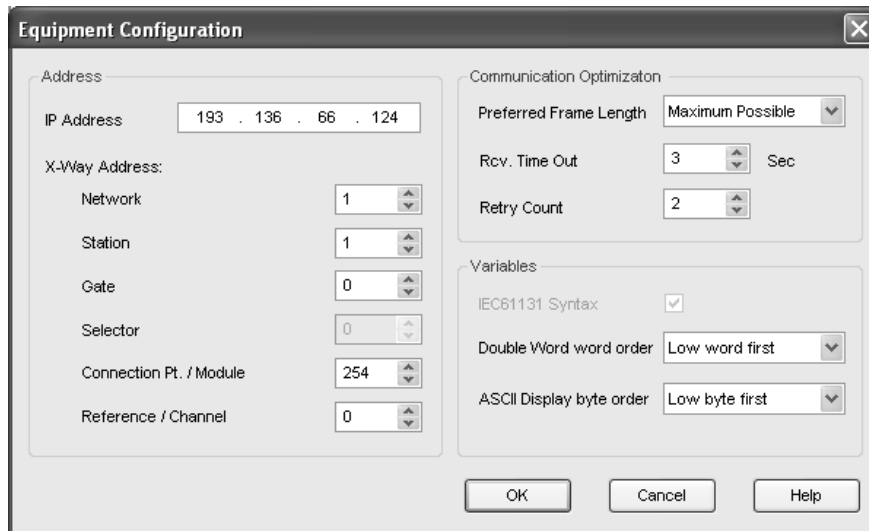 Equipment Configuration
Address
IP Address 193 . 136 . 66 . 124
X-Way Address:
Network 1
Station 1
Gate 0
Selector 0
Connection Pt. / Module 254
Reference / Channel 0
Communication Optimizaton
Preferred Frame Length Maximum Possible
Rcv. Time Out 3 Sec
Retry Count 2
Variables
IEC61131 Syntax
Double Word word order Low word first
ASCII Display byte order Low byte first
OK Cancel Help